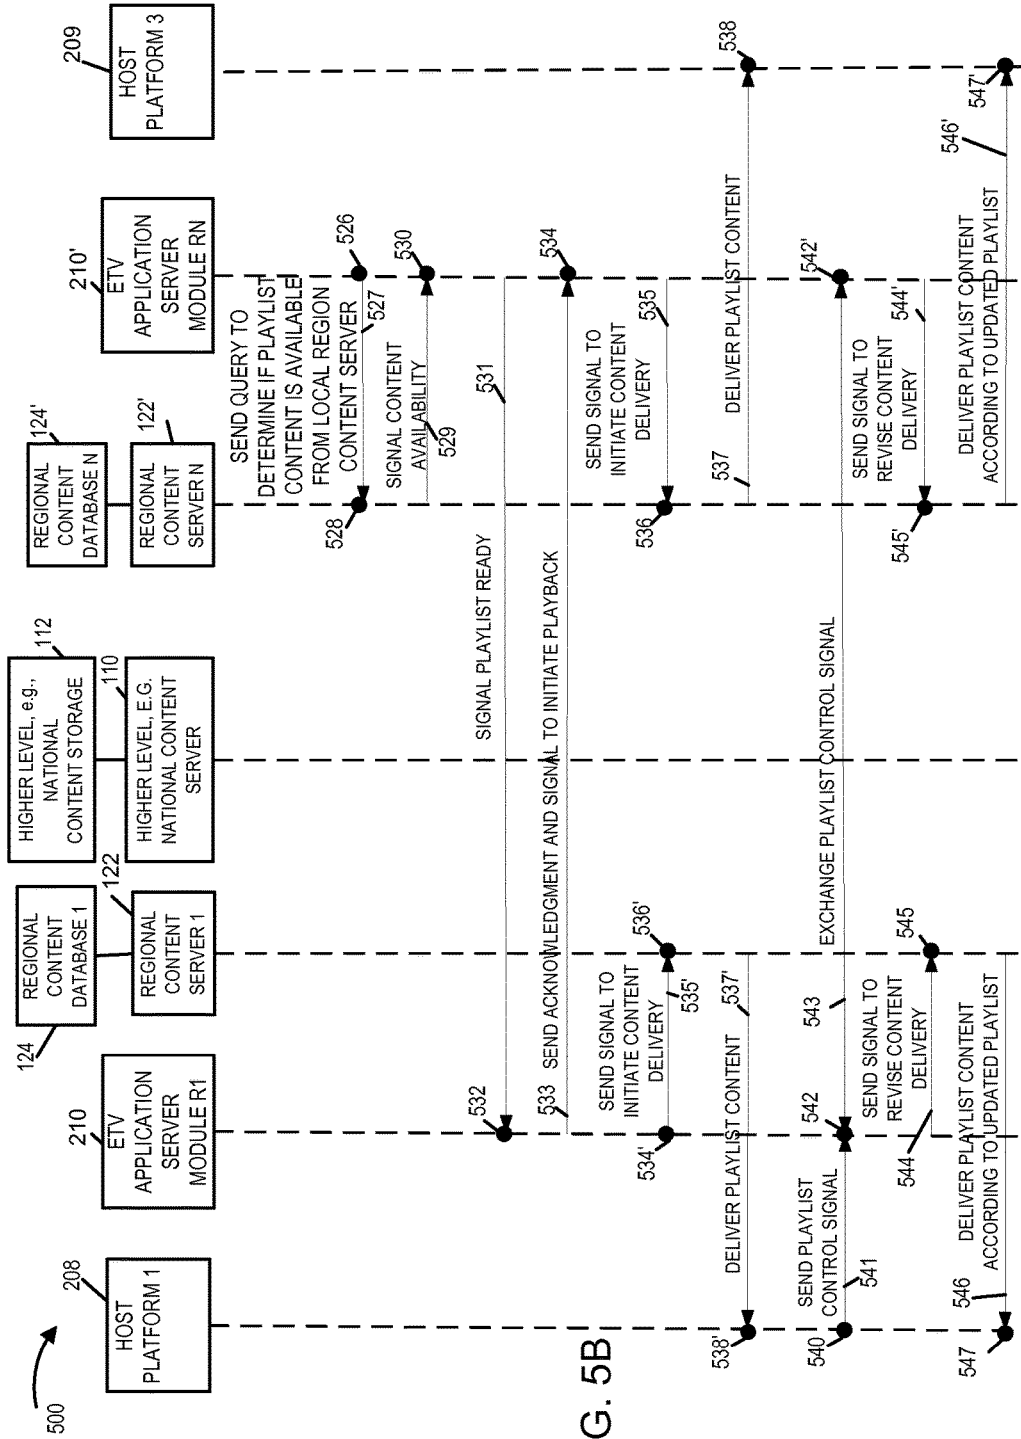 500
208
HOST
PLATFORM 1
210
ETV
APPLICATION
SERVER
MODULE R1
124
REGIONAL
CONTENT
DATABASE 1
122
REGIONAL
CONTENT
SERVER 1
112
HIGHER LEVEL, e.g.,
NATIONAL
CONTENT STORAGE
110
HIGHER LEVEL, E.G.
NATIONAL CONTENT
SERVER
124'
REGIONAL
CONTENT
DATABASE N
122'
REGIONAL
CONTENT
SERVER N
210'
ETV
APPLICATION
SERVER
MODULE RN
209
HOST
PLATFORM 3
SEND QUERY TO
DETERMINE IF PLAYLIST
CONTENT IS AVAILABLE
FROM LOCAL REGION
CONTENT SERVER
526
527
528
SIGNAL CONTENT
AVAILABILITY
529
530
SIGNAL PLAYLIST READY
531
532
533
SEND ACKNOWLEDGMENT AND SIGNAL TO INITIATE PLAYBACK
534
534'
SEND SIGNAL TO
INITIATE CONTENT
DELIVERY
535'
536'
SEND SIGNAL TO
INITIATE CONTENT
DELIVERY
535
536
538'
DELIVER PLAYLIST CONTENT
537'
537
DELIVER PLAYLIST CONTENT
538
540
SEND PLAYLIST
CONTROL SIGNAL
541
542
543
EXCHANGE PLAYLIST CONTROL SIGNAL
542'
544
SEND SIGNAL TO
REVISE CONTENT
DELIVERY
545
545'
SEND SIGNAL TO
REVISE CONTENT
DELIVERY
544'
547
546
DELIVER PLAYLIST CONTENT
ACCORDING TO UPDATED PLAYLIST
DELIVER PLAYLIST CONTENT
ACCORDING TO UPDATED PLAYLIST
546'
547'
G. 5B